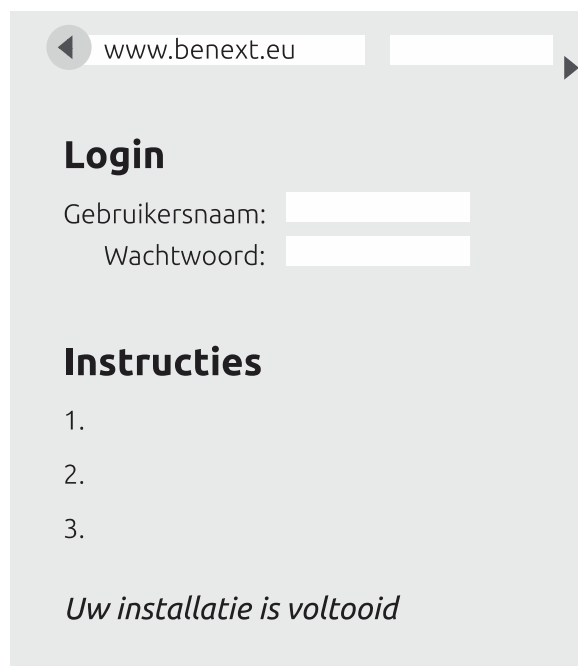 www.benext.eu
Login
Gebruikersnaam:
Wachtwoord:
Instructies
1.
2.
3.
Uw installatie is voltooid